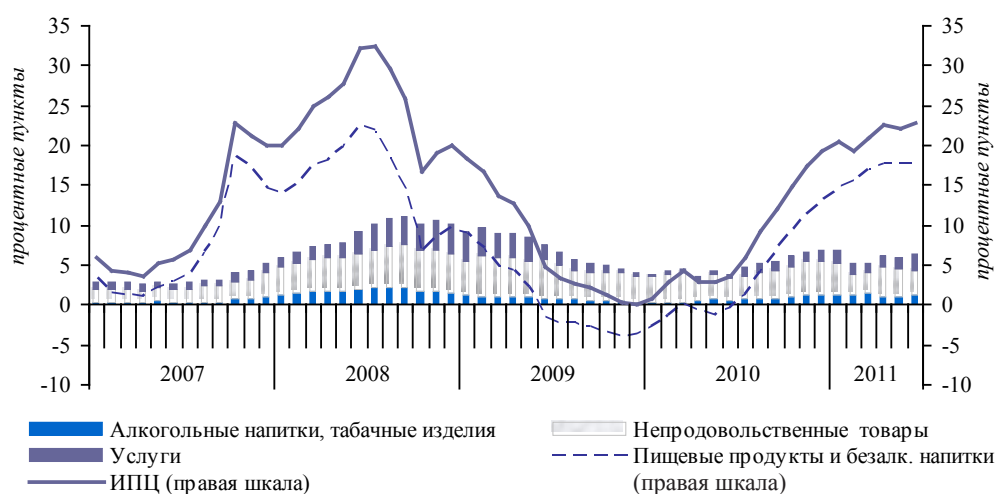 35 35
30 30
25 25
20 20
15 15
10 10
5 5
0 0
-5 -5
-10 -10
процентные пункты
процентные пункты
2007 2008 2009 2010 2011
Алкогольные напитки, табачные изделия
Непродовольственные товары
Услуги
Пищевые продукты и безалк. напитки
ИПЦ (правая шкала)
(правая шкала)